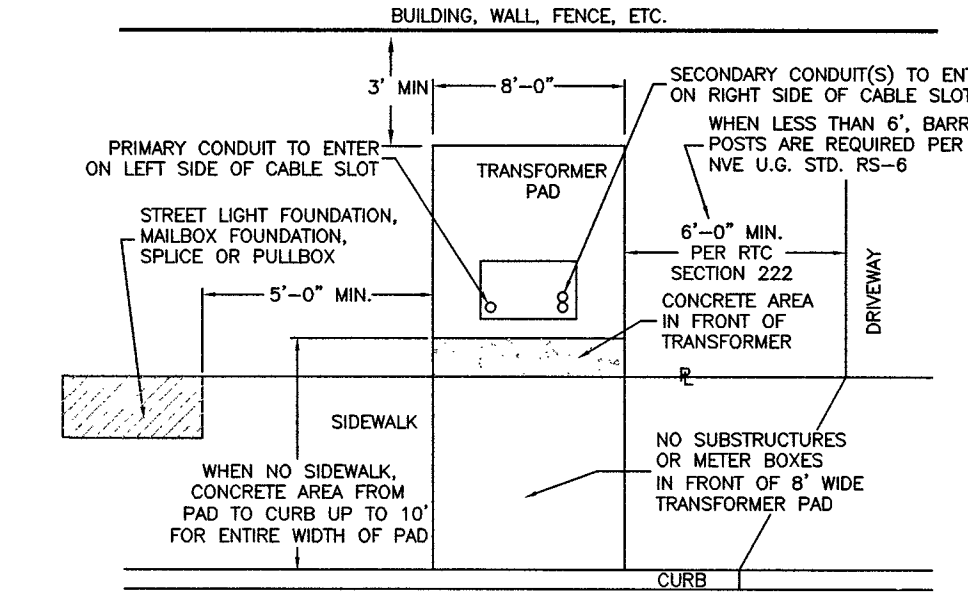 BUILDING, WALL, FENCE, ETC.
3' MIN
8'-0"
SECONDARY CONDUIT(S) TO
ON RIGHT SIDE OF CABLE SLOT
WHEN LESS THAN 6',
POSTS ARE REQUIRED PER
NVE U.G. STD. RS-6
PRIMARY CONDUIT TO ENTER
ON LEFT SIDE OF CABLE SLOT
TRANSFORMER
PAD
STREET LIGHT FOUNDATION,
MAILBOX FOUNDATION,
SPLICE OR PULLBOX
6'-0" MIN.
PER RTC
SECTION 222
5'-0" MIN.
CONCRETE AREA
IN FRONT OF
TRANSFORMER
DRIVEWAY
PL
SIDEWALK
WHEN NO SIDEWALK,
CONCRETE AREA FROM
PAD TO CURB UP TO 10'
FOR ENTIRE WIDTH OF PAD
NO SUBSTRUCTURES
OR METER BOXES
IN FRONT OF 8' WIDE
TRANSFORMER PAD
CURB